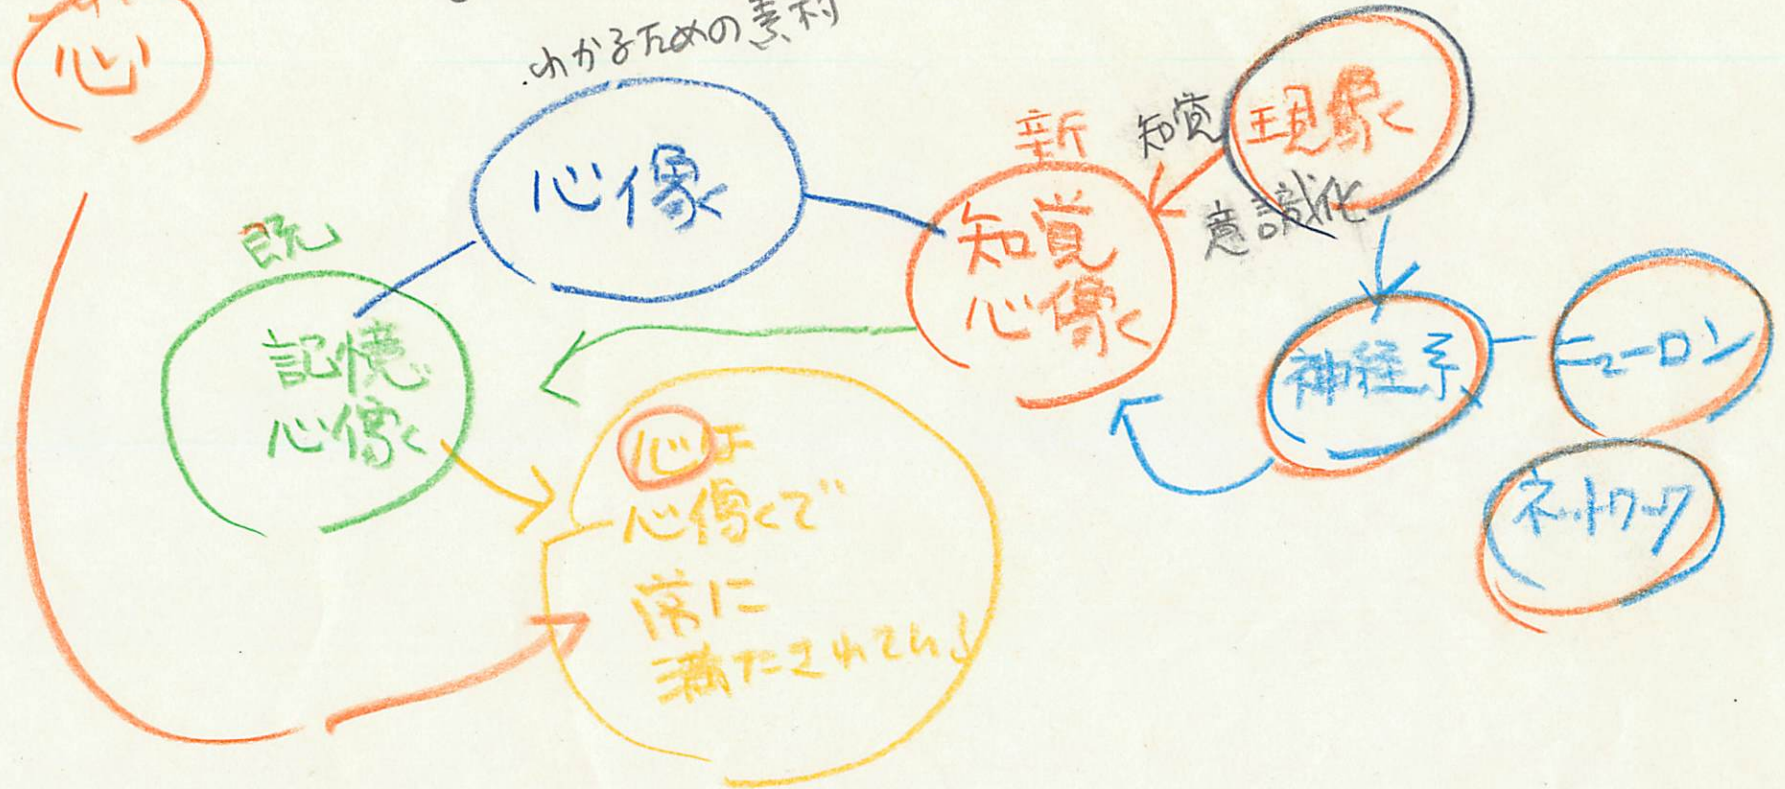 心
わかるための素材
心像
新
知覚
心像
知覚
意識化
現象
既
記憶
心像
神経系
ニューロン
ネットワーク
心は
心像で
常に
満たされている